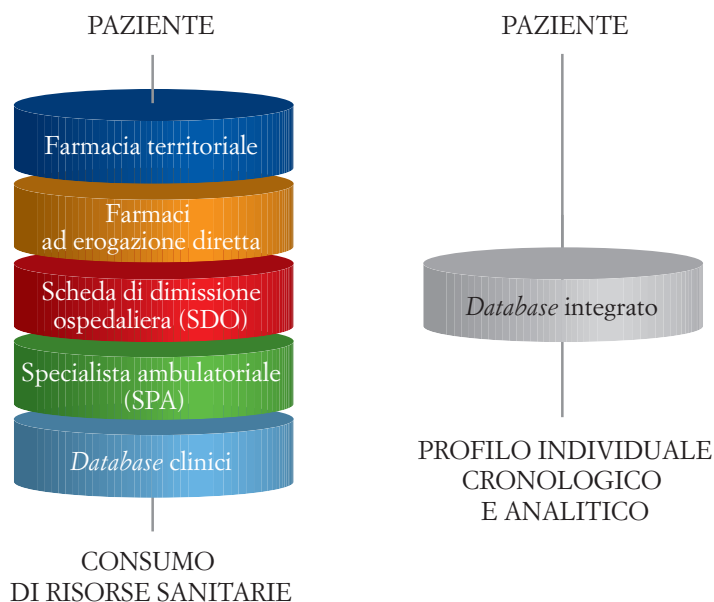 PAZIENTE
Farmacia territoriale
Farmaci
ad erogazione diretta
Scheda di dimissione
ospedaliera (SDO)
Specialista ambulatoriale
(SPA)
Database clinici
CONSUMO
DI RISORSE SANITARIE
PAZIENTE
Database integrato
PROFILO INDIVIDUALE
CRONOLOGICO
E ANALITICO